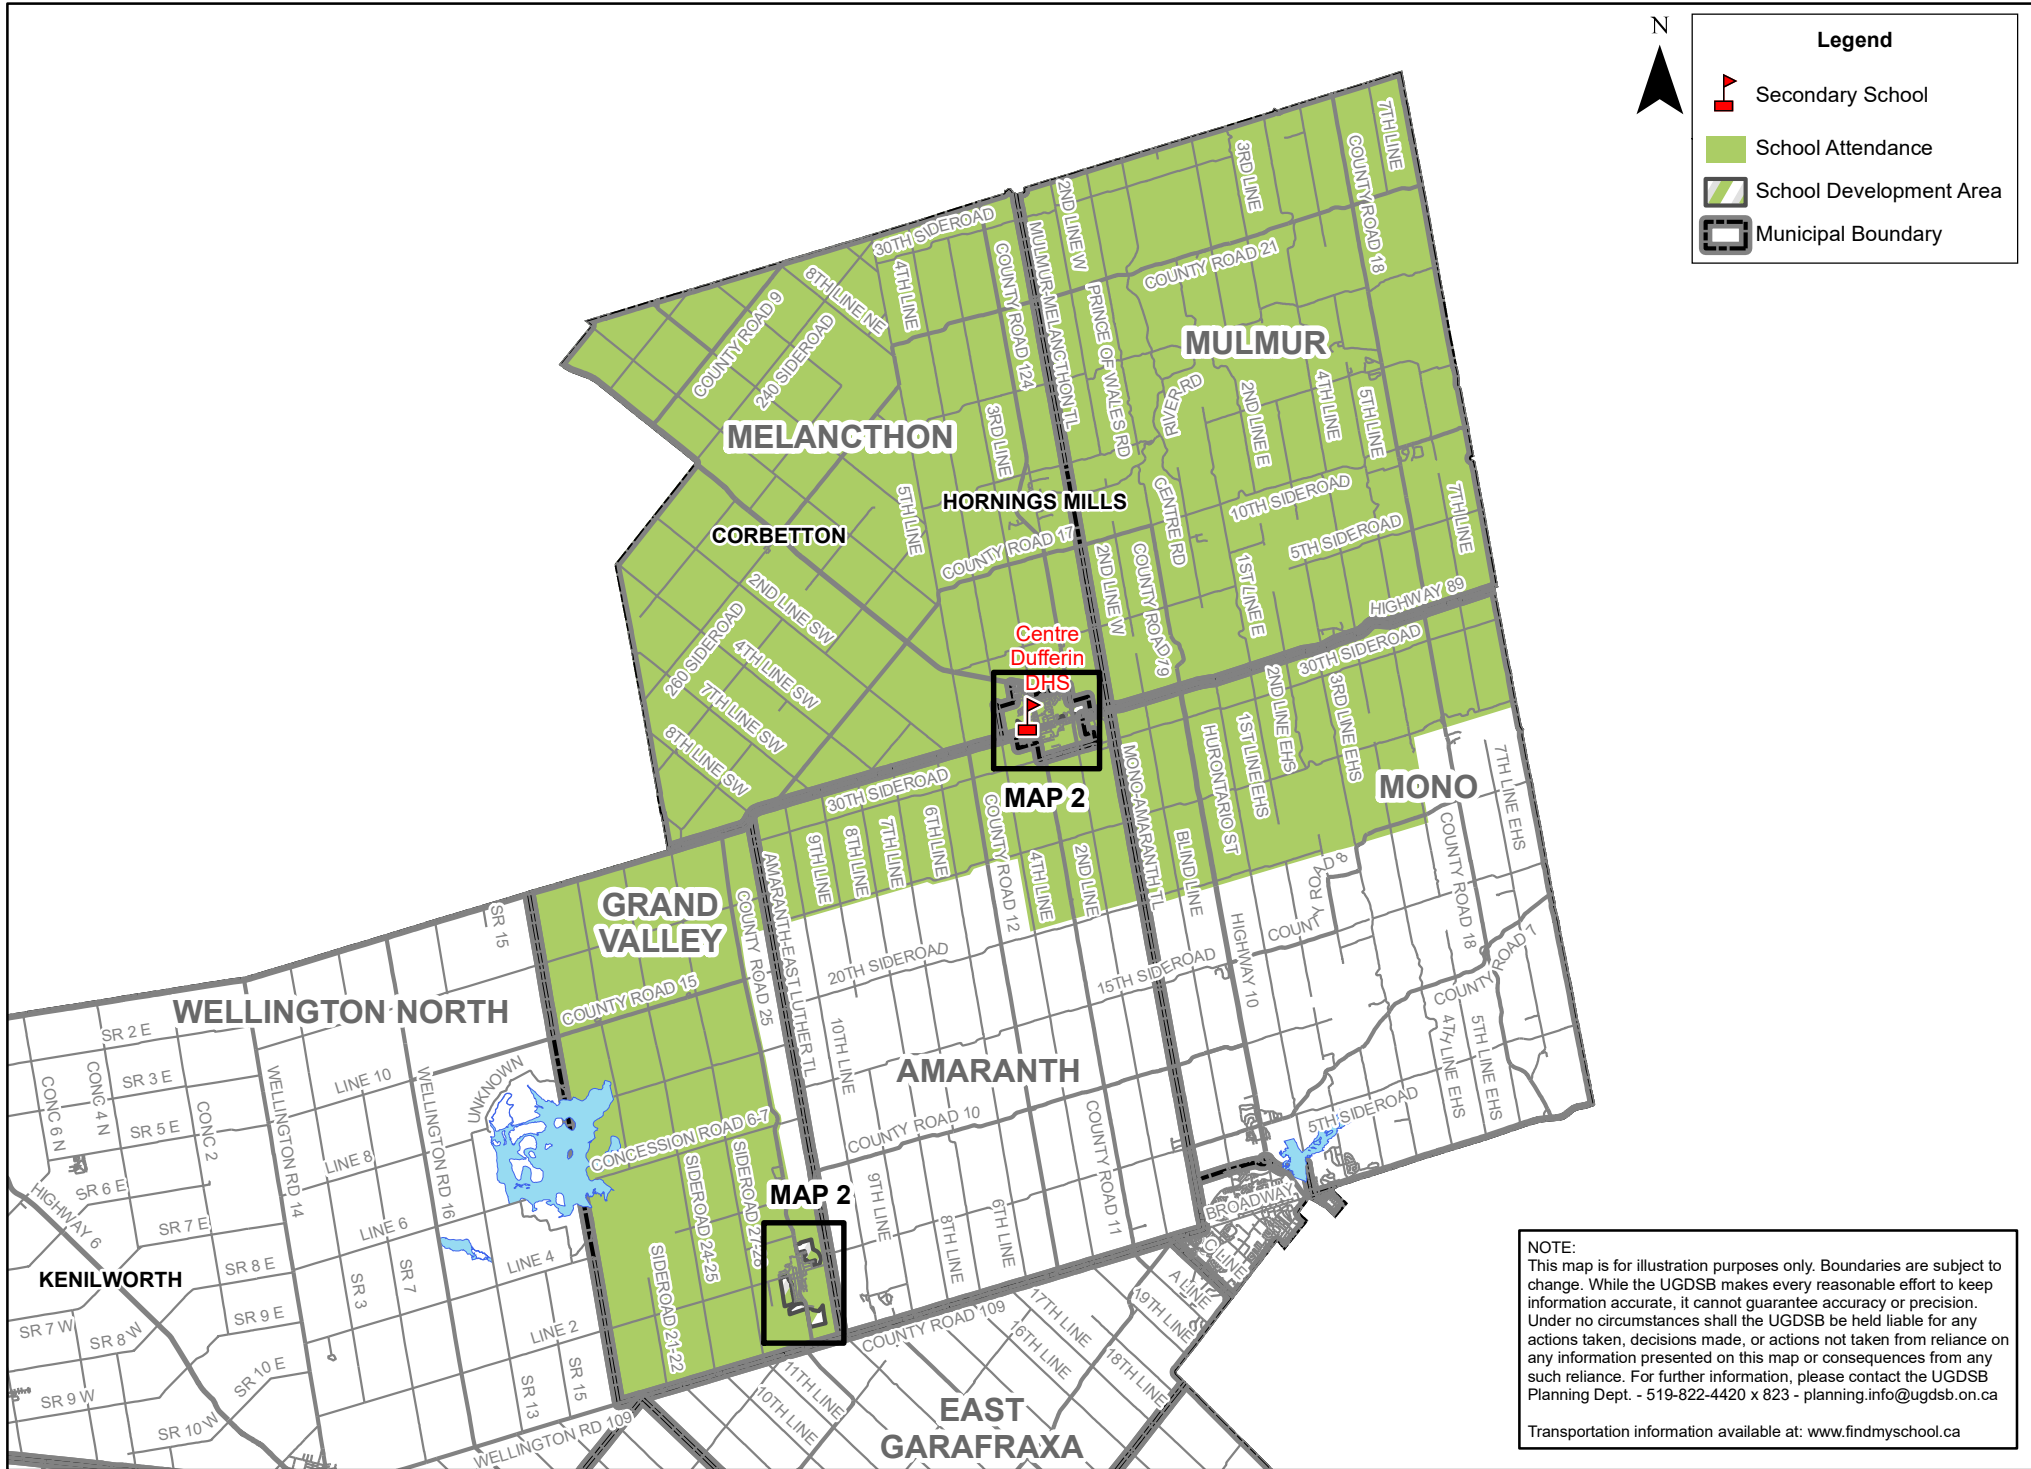 N
Legend
Secondary School
School Attendance
School Development Area
Municipal Boundary
7TH LINE
3RD LINE
COUNTY ROAD 18
2ND LINE W
30TH SIDEROAD
MULMUR-MELANCTHON TL
COUNTY ROAD 21
4TH LINE
COUNTY ROAD 124
8TH LINE NE
COUNTY ROAD 9
240 SIDEROAD
PRINCE OF WALES RD
MULMUR
RIVER RD
2ND LINE E
4TH LINE
5TH LINE
MELANCTHON
3RD LINE
HORNINGS MILLS
CENTRE RD
10TH SIDEROAD
7TH LINE
5TH LINE
CORBETTON
COUNTY ROAD 17
5TH SIDEROAD
2ND LINE W
COUNTY ROAD 19
1ST LINE E
HIGHWAY 89
2ND LINE SW
260 SIDEROAD
4TH LINE SW
7TH LINE SW
8TH LINE SW
Centre
Dufferin
DHS
30TH SIDEROAD
2ND LINE EHS
3RD LINE EHS
1ST LINE EHS
HURONTARIO ST
MONO
7TH LINE EHS
MAP 2
30TH SIDEROAD
MONO-AMARANTH TL
9TH LINE
8TH LINE
7TH LINE
6TH LINE
COUNTY ROAD 12
4TH LINE
2ND LINE
BLIND LINE
COUNTY ROAD 8
COUNTY ROAD 18
GRAND
VALLEY
COUNTY ROAD 25
AMARANTH-EAST LUTHER TL
SR 15
20TH SIDEROAD
15TH SIDEROAD
HIGHWAY 10
COUNTY ROAD 7
WELLINGTON NORTH
COUNTY ROAD 15
SR 2 E
CONC 6 N
CONC 4 N
SR 3 E
CONC 2
SR 5 E
WELLINGTON RD 14
LINE 10
WELLINGTON RD 16
UNKNOWN
10TH LINE
AMARANTH
4TH LINE EHS
5TH LINE EHS
5TH SIDEROAD
COUNTY ROAD 10
COUNTY ROAD 11
CONCESSION ROAD 6-7
LINE 8
SR 6 E
HIGHWAY 6
SR 7 E
LINE 6
SIDEROAD 24-25
SIDEROAD 27-28
MAP 2
9TH LINE
8TH LINE
6TH LINE
BROADWAY
C LINE
A LINE
KENILWORTH
SR 8 E
SR 3
SR 7
LINE 4
SIDEROAD 21-22
SR 7 W
SR 8 W
SR 9 E
LINE 2
COUNTY ROAD 109
17TH LINE
19TH LINE
16TH LINE
18TH LINE
SR 10 E
SR 9 W
SR 10 W
SR 13
SR 15
WELLINGTON RD 109
11TH LINE
10TH LINE
EAST
GARAFRAXA
NOTE:
This map is for illustration purposes only. Boundaries are subject to
change. While the UGDSB makes every reasonable effort to keep
information accurate, it cannot guarantee accuracy or precision.
Under no circumstances shall the UGDSB be held liable for any
actions taken, decisions made, or actions not taken from reliance on
any information presented on this map or consequences from any
such reliance. For further information, please contact the UGDSB
Planning Dept. - 519-822-4420 x 823 - planning.info@ugdsb.on.ca
Transportation information available at: www.findmyschool.ca